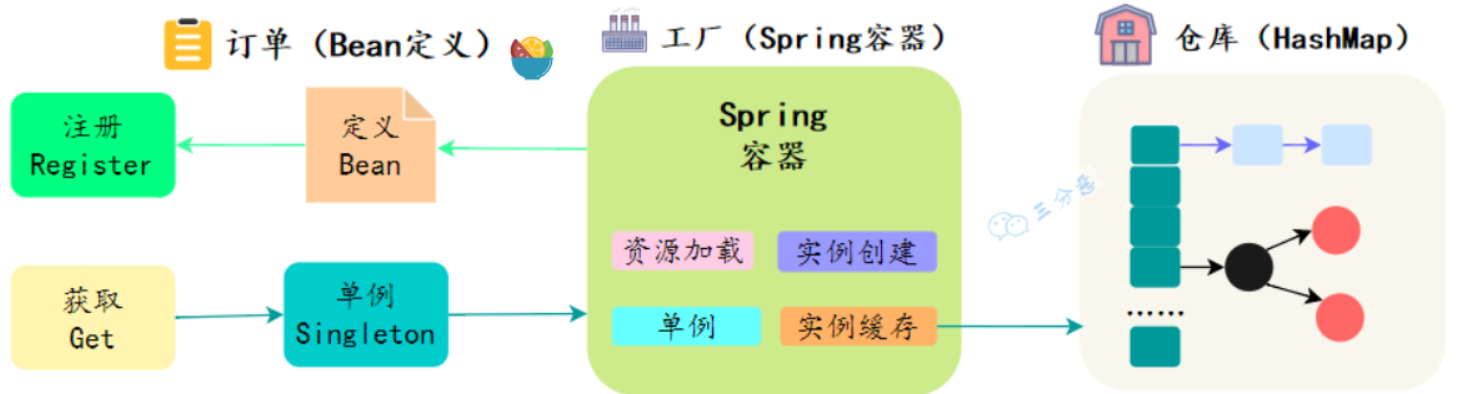 订单（Bean定义）
工厂（Spring容器）
仓库（HashMap）
注册
Register
定义
Bean
Spring
容器
资源加载
实例创建
获取
Get
单例
Singleton
单例
实例缓存
三分恶
......